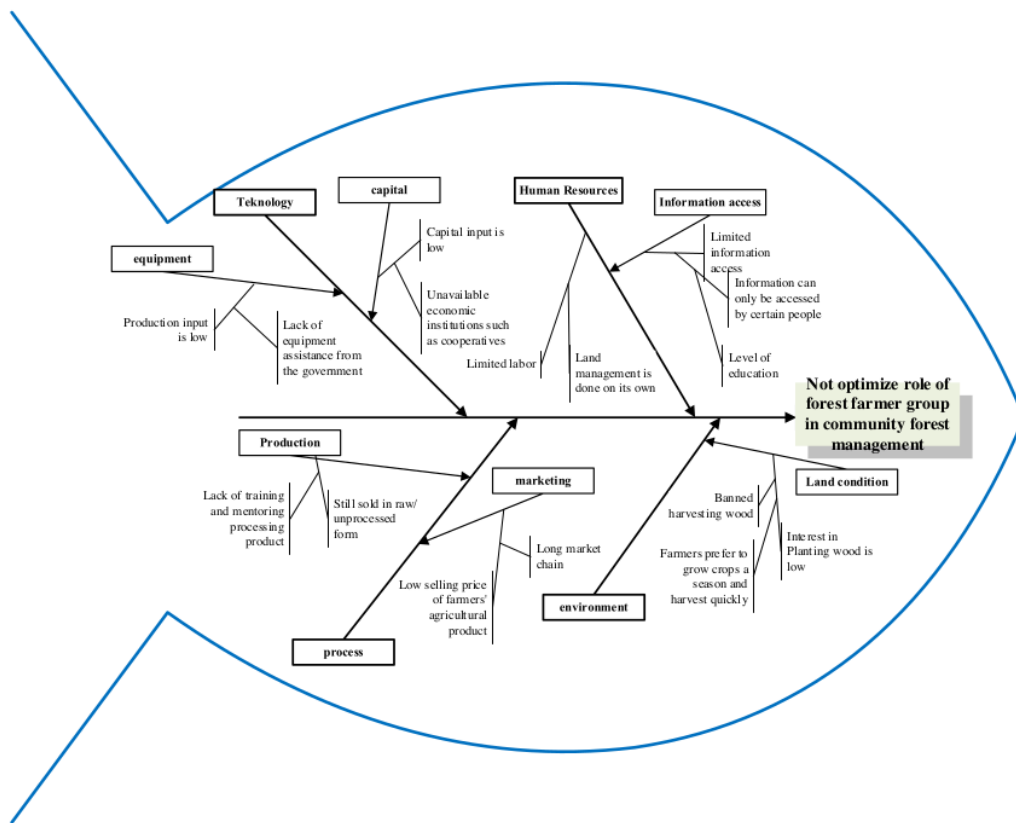 Teknology
capital
Human Resources
Information access
equipment
Capital input is
low
Limited
information
access
Information can
only be accessed
by certain people
Unavailable
economic
institutions such
as cooperatives
Production input
is low
Lack of
equipment
assistance from
the government
Limited labor
Land
management is
done on its own
Level of
education
Not optimize role of
forest farmer group
in community forest
management
Production
marketing
Land condition
Lack of training
and mentoring
processing
product
Still sold in raw/
unprocessed
form
Long market
chain
Low selling price
of farmers'
agricultural
product
Banned
harvesting wood
Interest in
Planting wood is
low
Farmers prefer to
grow crops a
season and
harvest quickly
environment
process